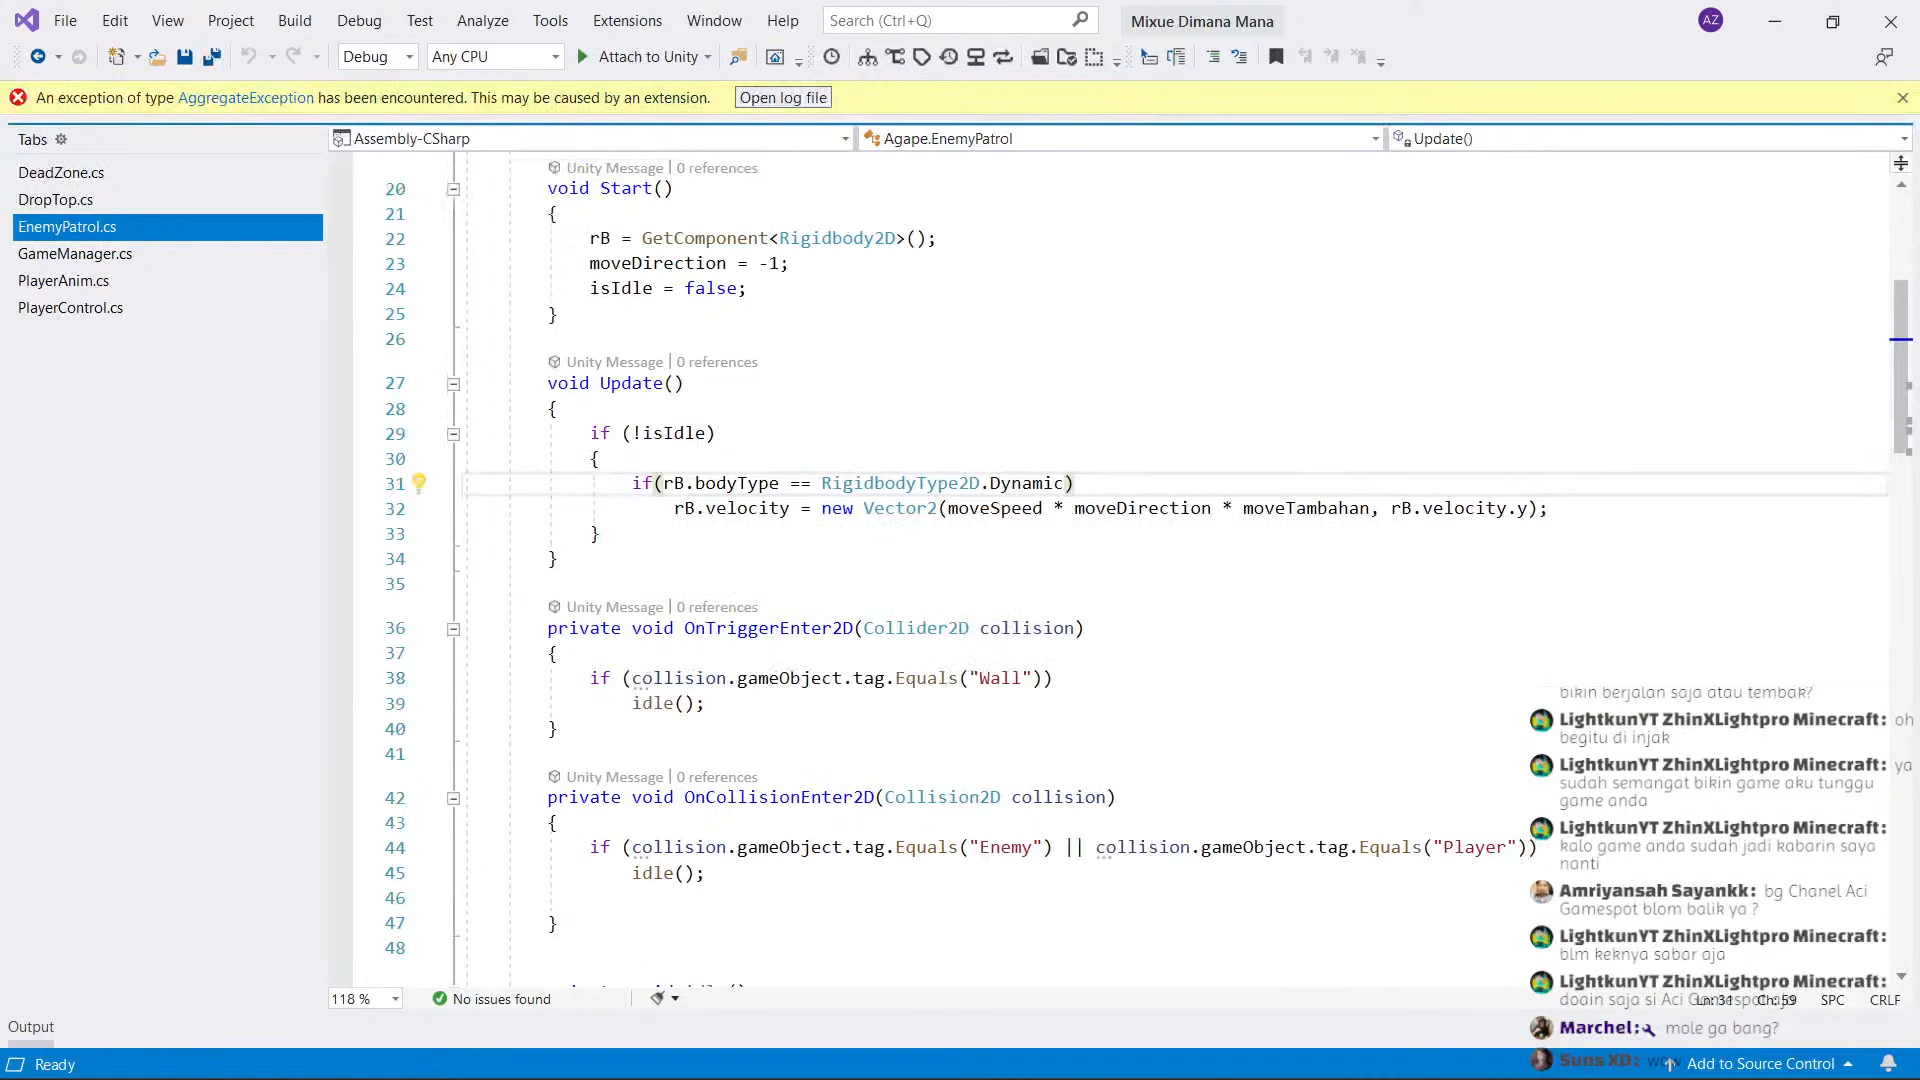 File Edit View Project Build Debug Test Analyze Tools Extensions Window Help Search (Ctrl+Q) Mixue Dimana Mana AZ
Debug Any CPU Attach to Unity
An exception of type AggregateException has been encountered. This may be caused by an extension. Open log file
Tabs
Assembly-CSharp Agape.EnemyPatrol Update()
DeadZone.cs
DropTop.cs
EnemyPatrol.cs
GameManager.cs
PlayerAnim.cs
PlayerControl.cs
Unity Message | 0 references
20 void Start()
21 {
22 rB = GetComponent<Rigidbody2D>();
23 moveDirection = -1;
24 isIdle = false;
25 }
26
Unity Message | 0 references
27 void Update()
28 {
29 if (!isIdle)
30 {
31 if(rB.bodyType == RigidbodyType2D.Dynamic)
32 rB.velocity = new Vector2(moveSpeed * moveDirection * moveTambahan, rB.velocity.y);
33 }
34 }
35
Unity Message | 0 references
36 private void OnTriggerEnter2D(Collider2D collision)
37 {
38 if (collision.gameObject.tag.Equals("Wall"))
39 idle();
40 }
41
Unity Message | 0 references
42 private void OnCollisionEnter2D(Collision2D collision)
43 {
44 if (collision.gameObject.tag.Equals("Enemy") || collision.gameObject.tag.Equals("Player"))
45 idle();
46
47 }
48
bikin berjalan saja atau tembak?
LightkunYT ZhinXLightpro Minecraft: oh
begitu di injak
LightkunYT ZhinXLightpro Minecraft: ya
sudah semangat bikin game aku tunggu
game anda
LightkunYT ZhinXLightpro Minecraft:
kalo game anda sudah jadi kabarin saya
nanti
Amriyansah Sayankk: bg Chanel Aci
Gamespot blom balik ya ?
LightkunYT ZhinXLightpro Minecraft:
blm keknya sabar aja
LightkunYT ZhinXLightpro Minecraft:
doain saja si Aci
Marchel: mole ga bang?
Suns XD: wow
118 % No issues found Ln: 31 Ch: 59 SPC CRLF
Output
Ready Add to Source Control